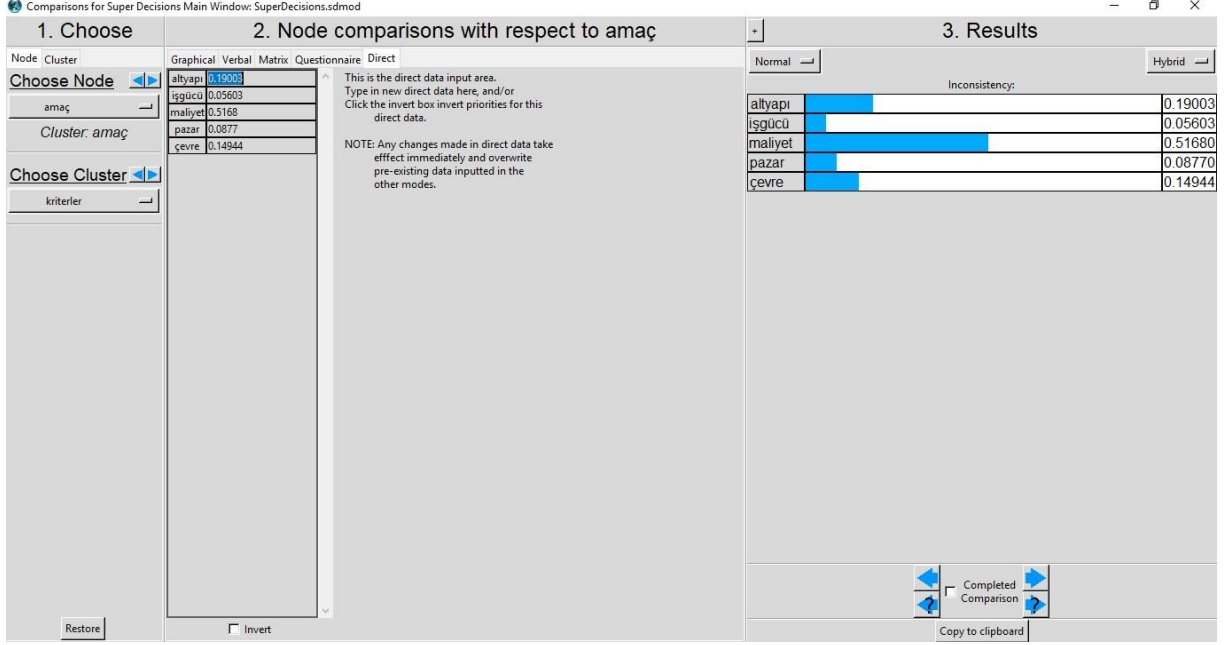 Comparisons for Super Decisions Main Window: SuperDecisions.sdmod
1. Choose
Node Cluster
Choose Node
amaç
Cluster: amaç
Choose Cluster
kriterler
Restore
2. Node comparisons with respect to amaç
Graphical Verbal Matrix Questionnaire Direct
altyapı 0.19003
işgücü 0.05603
maliyet 0.5168
pazar 0.0877
çevre 0.14944
This is the direct data input area.
Type in new direct data here, and/or
Click the invert box invert priorities for this
direct data.
NOTE: Any changes made in direct data take
efffect immediately and overwrite
pre-existing data inputted in the
other modes.
Invert
+ 3. Results
Normal Hybrid
Inconsistency:
altyapı 0.19003
işgücü 0.05603
maliyet 0.51680
pazar 0.08770
çevre 0.14944
Completed
Comparison
? ?
Copy to clipboard